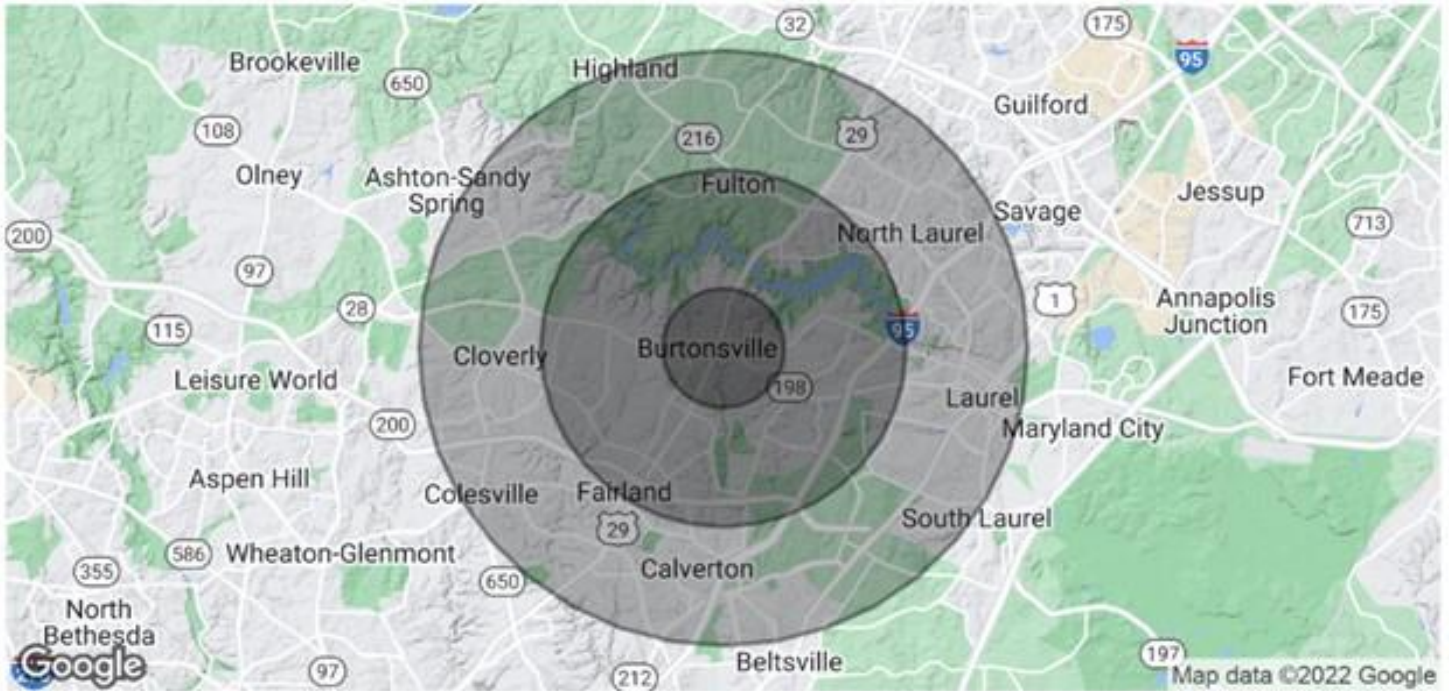 32
175
Brookeville
Highland
95
650
Guilford
108
216
29
Olney
Ashton-Sandy
Spring
Fulton
Jessup
Savage
713
200
North Laurel
97
28
1
Annapolis
Junction
175
115
95
Burtonsville
Cloverly
Leisure World
198
Fort Meade
Laurel
200
Maryland City
Aspen Hill
Colesville
Fairland
29
South Laurel
586
Wheaton-Glenmont
355
650
Calverton
North
Bethesda
Google
97
212
Beltsville
197
Map data ©2022 Google